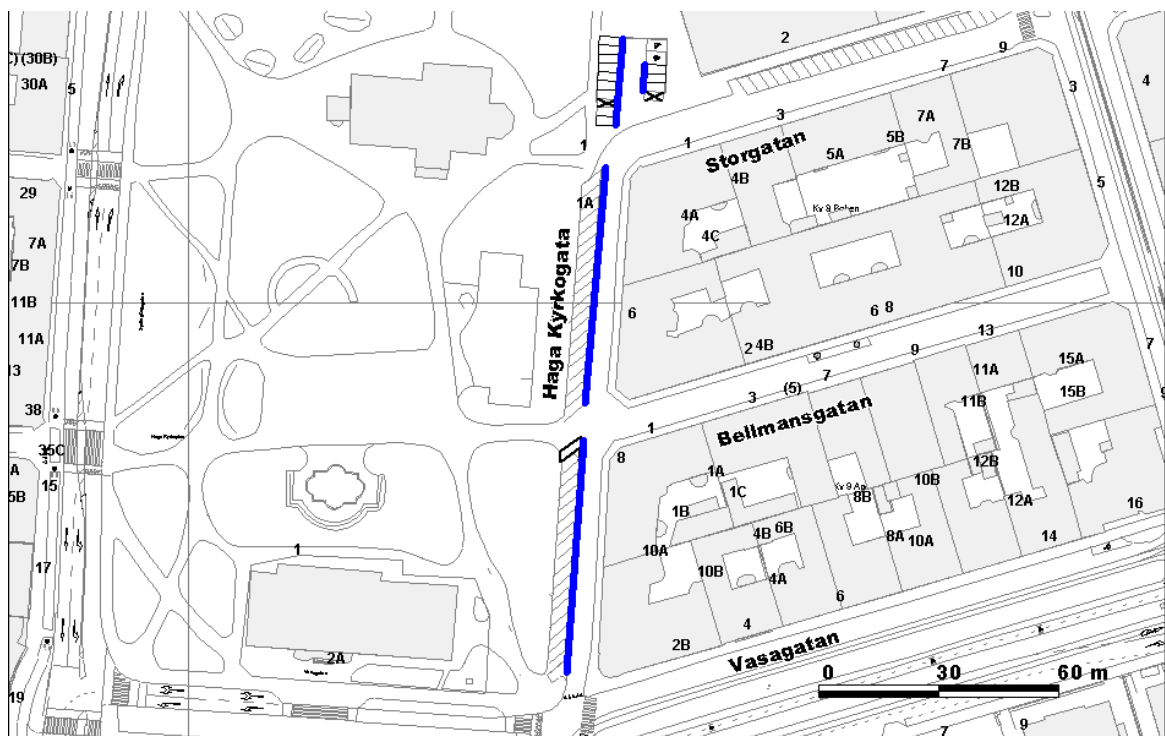 2
9
3
4
7
C) (30B)
30A
5
7A
3
5B
7B
1
1
Storgatan
5A
4B
29
1A
12B
5
4A
4C
Kv 8 Bohen
12A
7A
7B
10
11B
6
Haga Kyrkogata
6 8
11A
13
2 4B
7
13
9
15A
3
(5)
7
11A
15B
38
11B
1
Bellmansgatan
35C
8
A
1A
12B
15
1C
10B
5B
8B
12A
16
1B
6B
4B
8A
10A
1
10A
14
17
10B
4A
6
2B
4
Vasagatan
2A
0 30 60 m
19
7
9